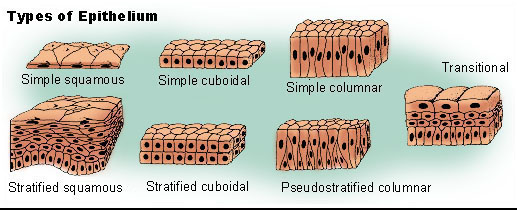 Types of Epithelium
Simple squamous
Simple cuboidal
Simple columnar
Transitional
Stratified squamous
Stratified cuboidal
Pseudostratified columnar